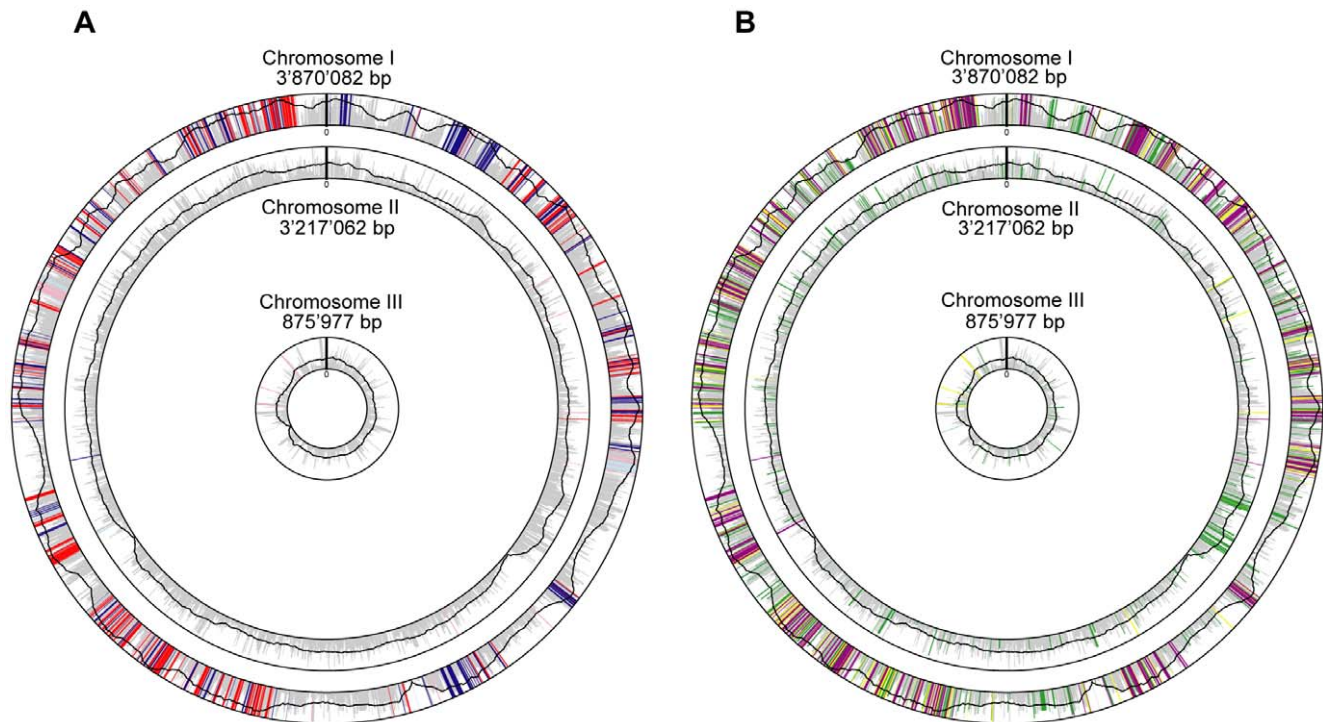 A
Chromosome I
3'870'082 bp
0
Chromosome II
3'217'062 bp
0
Chromosome III
875'977 bp
0
B
Chromosome I
3'870'082 bp
0
Chromosome II
3'217'062 bp
0
Chromosome III
875'977 bp
0